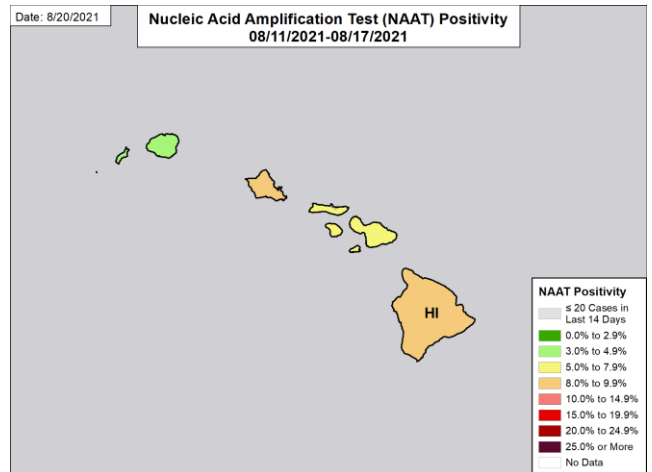 Date: 8/20/2021
Nucleic Acid Amplification Test (NAAT) Positivity
08/11/2021-08/17/2021
HI
NAAT Positivity
≤ 20 Cases in
Last 14 Days
0.0% to 2.9%
3.0% to 4.9%
5.0% to 7.9%
8.0% to 9.9%
10.0% to 14.9%
15.0% to 19.9%
20.0% to 24.9%
25.0% or More
No Data